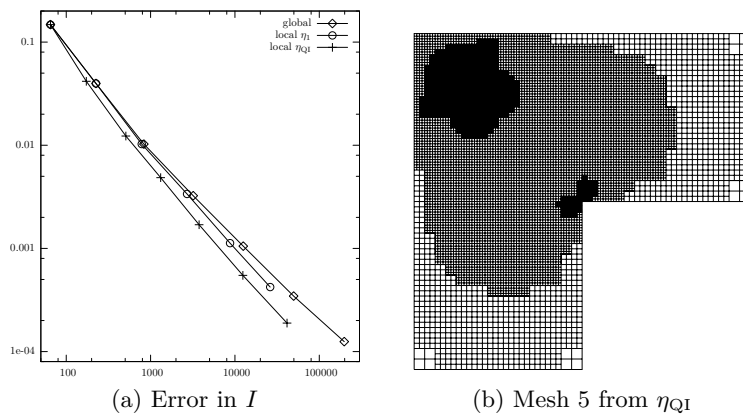 global
local η1
local ηQI
0.1
0.01
0.001
1e-04
100
1000
10000
100000
(a) Error in I
(b) Mesh 5 from ηQI